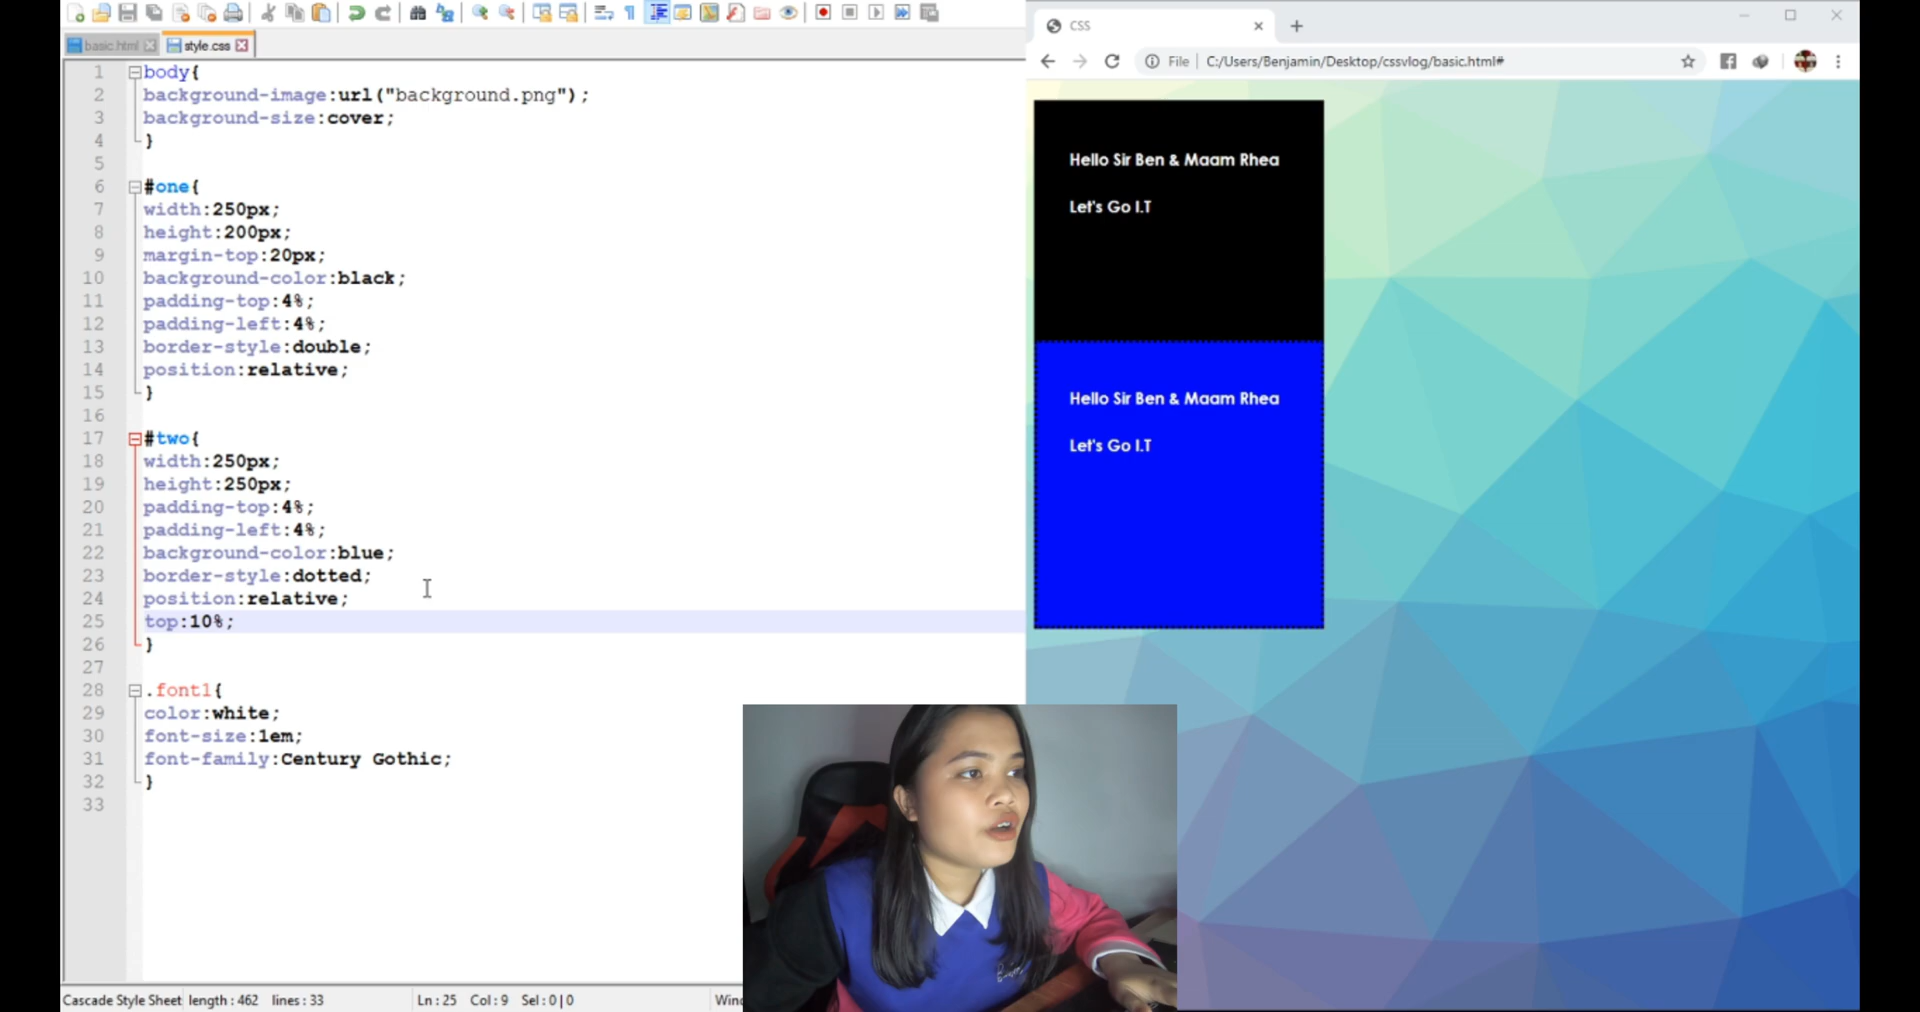 basic.html
style.css
1 body{
2 background-image:url("background.png");
3 background-size:cover;
4 }
5
6 #one{
7 width:250px;
8 height:200px;
9 margin-top:20px;
10 background-color:black;
11 padding-top:4%;
12 padding-left:4%;
13 border-style:double;
14 position:relative;
15 }
16
17 #two{
18 width:250px;
19 height:250px;
20 padding-top:4%;
21 padding-left:4%;
22 background-color:blue;
23 border-style:dotted;
24 position:relative;
25 top:10%;
26 }
27
28 .font1{
29 color:white;
30 font-size:1em;
31 font-family:Century Gothic;
32 }
33
Cascade Style Sheet length : 462 lines : 33 Ln : 25 Col : 9 Sel : 0 | 0 Wind
CSS
File | C:/Users/Benjamin/Desktop/cssvlog/basic.html#
Hello Sir Ben & Maam Rhea
Let's Go I.T
Hello Sir Ben & Maam Rhea
Let's Go I.T